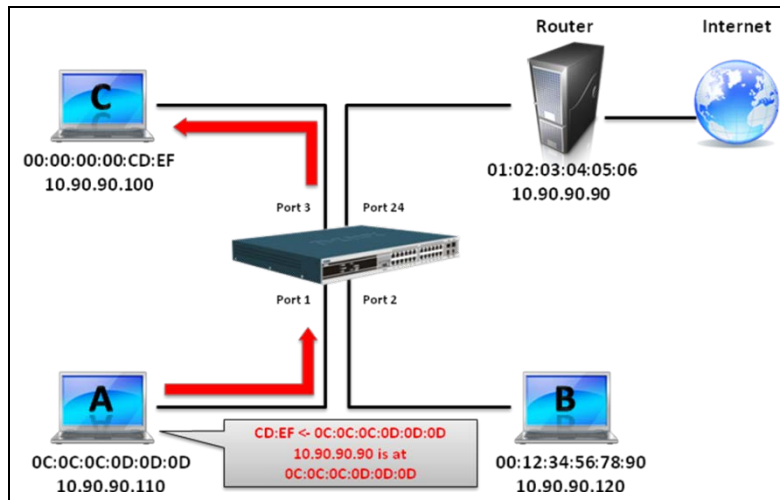 Router
Internet
C
00:00:00:00:CD:EF
10.90.90.100
01:02:03:04:05:06
10.90.90.90
Port 3
Port 24
Port 1
Port 2
A
B
CD:EF <- 0C:0C:0C:0D:0D:0D
10.90.90.90 is at
0C:0C:0C:0D:0D:0D
0C:0C:0C:0D:0D:0D
10.90.90.110
00:12:34:56:78:90
10.90.90.120